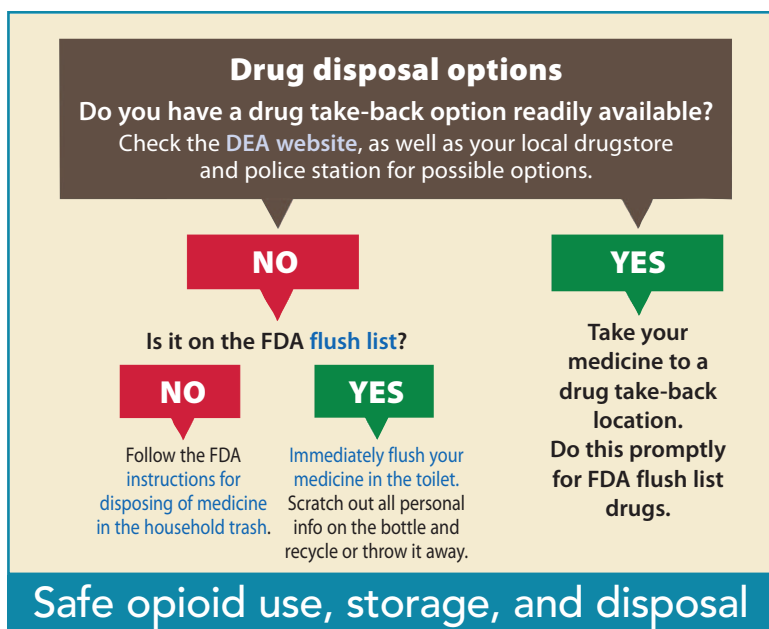 Drug disposal options
Do you have a drug take-back option readily available?
Check the DEA website, as well as your local drugstore
and police station for possible options.
NO
Is it on the FDA flush list?
NO
Follow the FDA
instructions for
disposing of medicine
in the household trash.
YES
Immediately flush your
medicine in the toilet.
Scratch out all personal
info on the bottle and
recycle or throw it away.
YES
Take your
medicine to a
drug take-back
location.
Do this promptly
for FDA flush list
drugs.
Safe opioid use, storage, and disposal